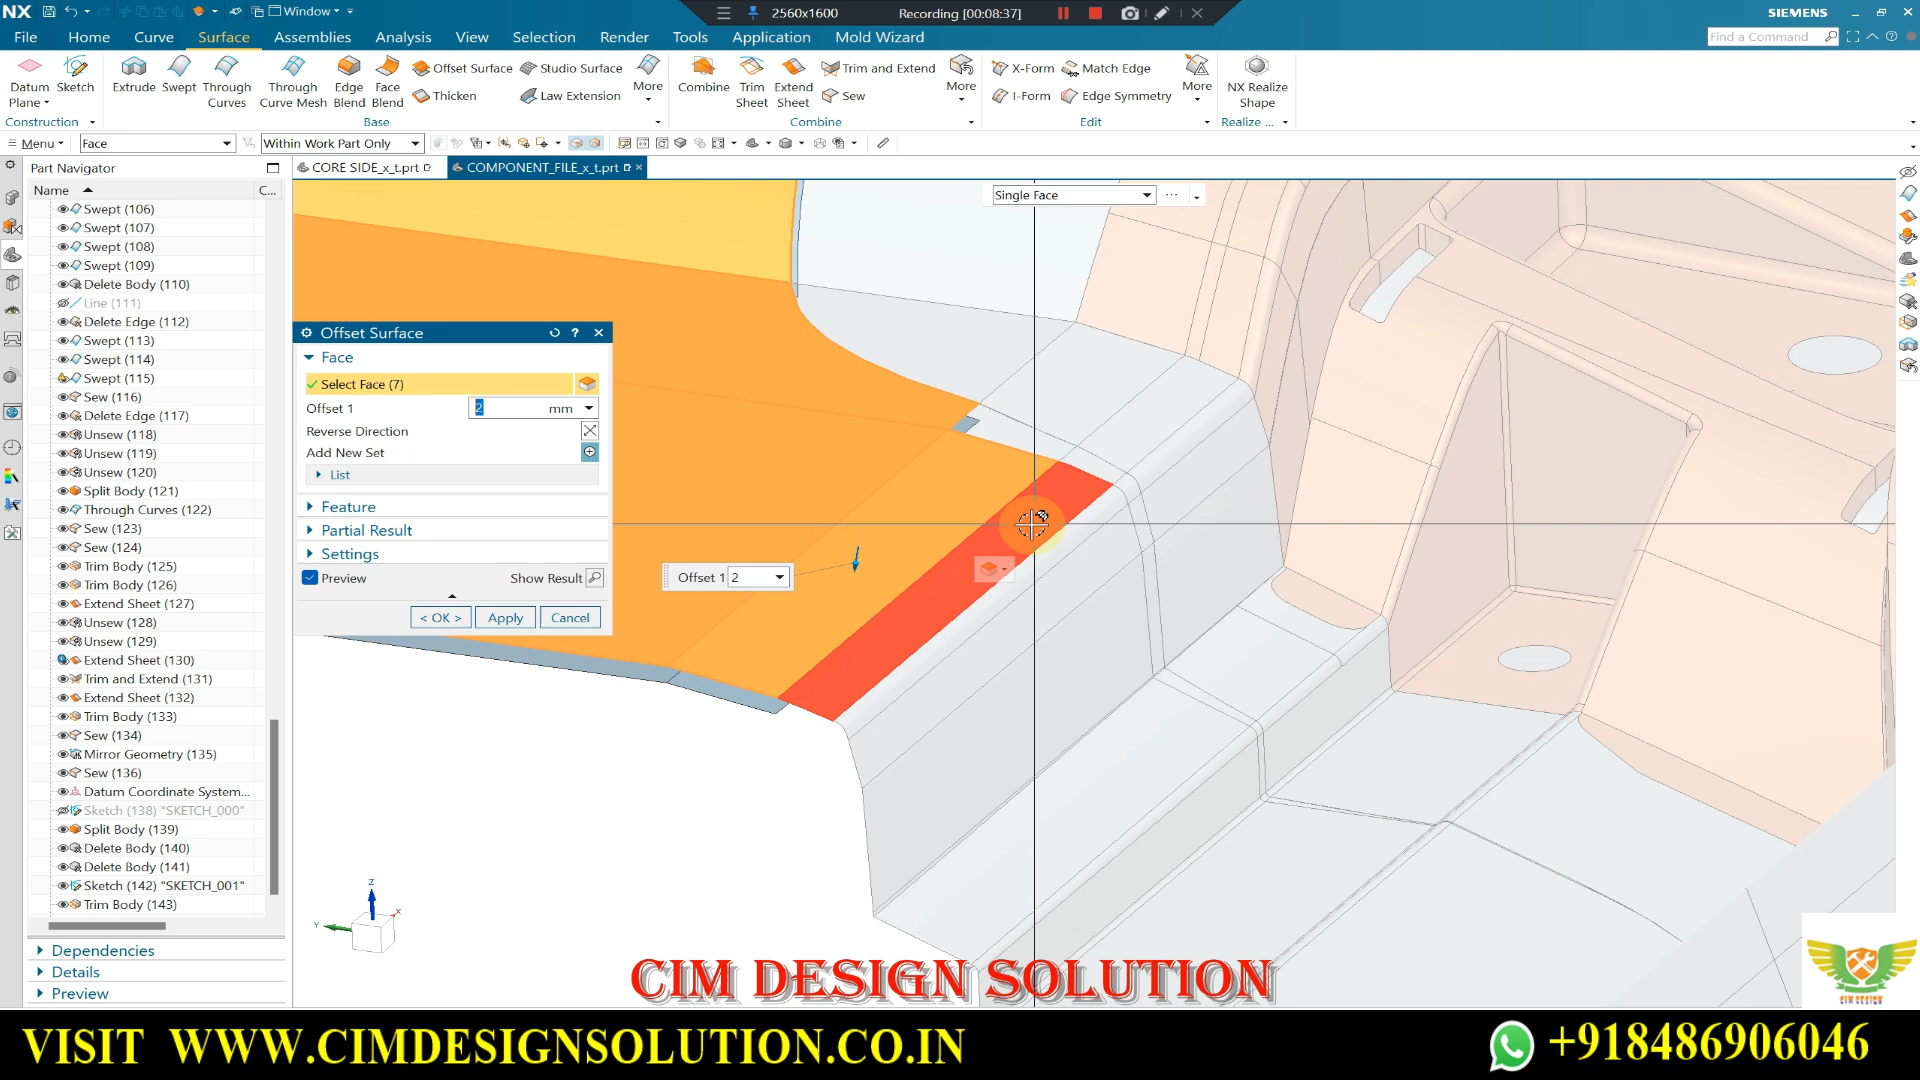 NX Window 2560x1600 Recording [00:08:37] SIEMENS
File Home Curve Surface Assemblies Analysis View Selection Render Tools Application Mold Wizard Find a Command
Datum Plane Sketch Extrude Swept Through Curves Through Curve Mesh Edge Blend Face Blend Offset Surface Thicken Studio Surface Law Extension More Combine Trim Sheet Extend Sheet Trim and Extend Sew More X-Form I-Form Match Edge Edge Symmetry More NX Realize Shape
Construction Base Combine Edit Realize ...
Menu Face Within Work Part Only
Part Navigator CORE SIDE_x_t.prt COMPONENT_FILE_x_t.prt
Name C...
Single Face
Swept (106)
Swept (107)
Swept (108)
Swept (109)
Delete Body (110)
Line (111)
Delete Edge (112)
Swept (113)
Swept (114)
Swept (115)
Sew (116)
Delete Edge (117)
Unsew (118)
Unsew (119)
Unsew (120)
Split Body (121)
Through Curves (122)
Sew (123)
Sew (124)
Trim Body (125)
Trim Body (126)
Extend Sheet (127)
Unsew (128)
Unsew (129)
Extend Sheet (130)
Trim and Extend (131)
Extend Sheet (132)
Trim Body (133)
Sew (134)
Mirror Geometry (135)
Sew (136)
Datum Coordinate System...
Sketch (138) "SKETCH_000"
Split Body (139)
Delete Body (140)
Delete Body (141)
Sketch (142) "SKETCH_001"
Trim Body (143)
Dependencies
Details
Preview
Offset Surface ?
Face
Select Face (7)
Offset 1 2 mm
Reverse Direction
Add New Set
List
Feature
Partial Result
Settings
Preview Show Result
< OK > Apply Cancel
Offset 1 2
Z
Y X
CIM DESIGN SOLUTION
CIM DESIGN
VISIT WWW.CIMDESIGNSOLUTION.CO.IN +918486906046